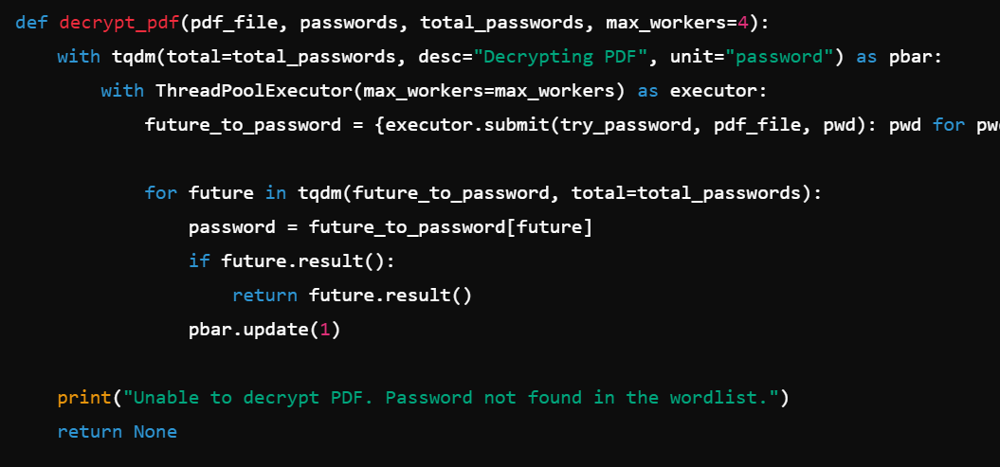 def decrypt_pdf(pdf_file, passwords, total_passwords, max_workers=4):
    with tqdm(total=total_passwords, desc="Decrypting PDF", unit="password") as pbar:
        with ThreadPoolExecutor(max_workers=max_workers) as executor:
            future_to_password = {executor.submit(try_password, pdf_file, pwd): pwd for
            for future in tqdm(future_to_password, total=total_passwords):
                password = future_to_password[future]
                if future.result():
                    return future.result()
                pbar.update(1)
    print("Unable to decrypt PDF. Password not found in the wordlist.")
    return None